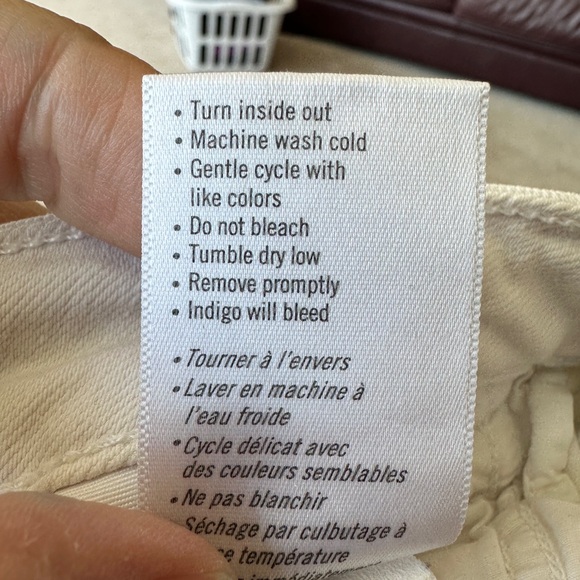 • Turn inside out
• Machine wash cold
• Gentle cycle with
like colors
• Do not bleach
• Tumble dry low
• Remove promptly
• Indigo will bleed
• Tourner à l'envers
• Laver en machine à
l'eau froide
• Cycle délicat avec
des couleurs semblables
• Ne pas blanchir
Séchage par culbutage à
température